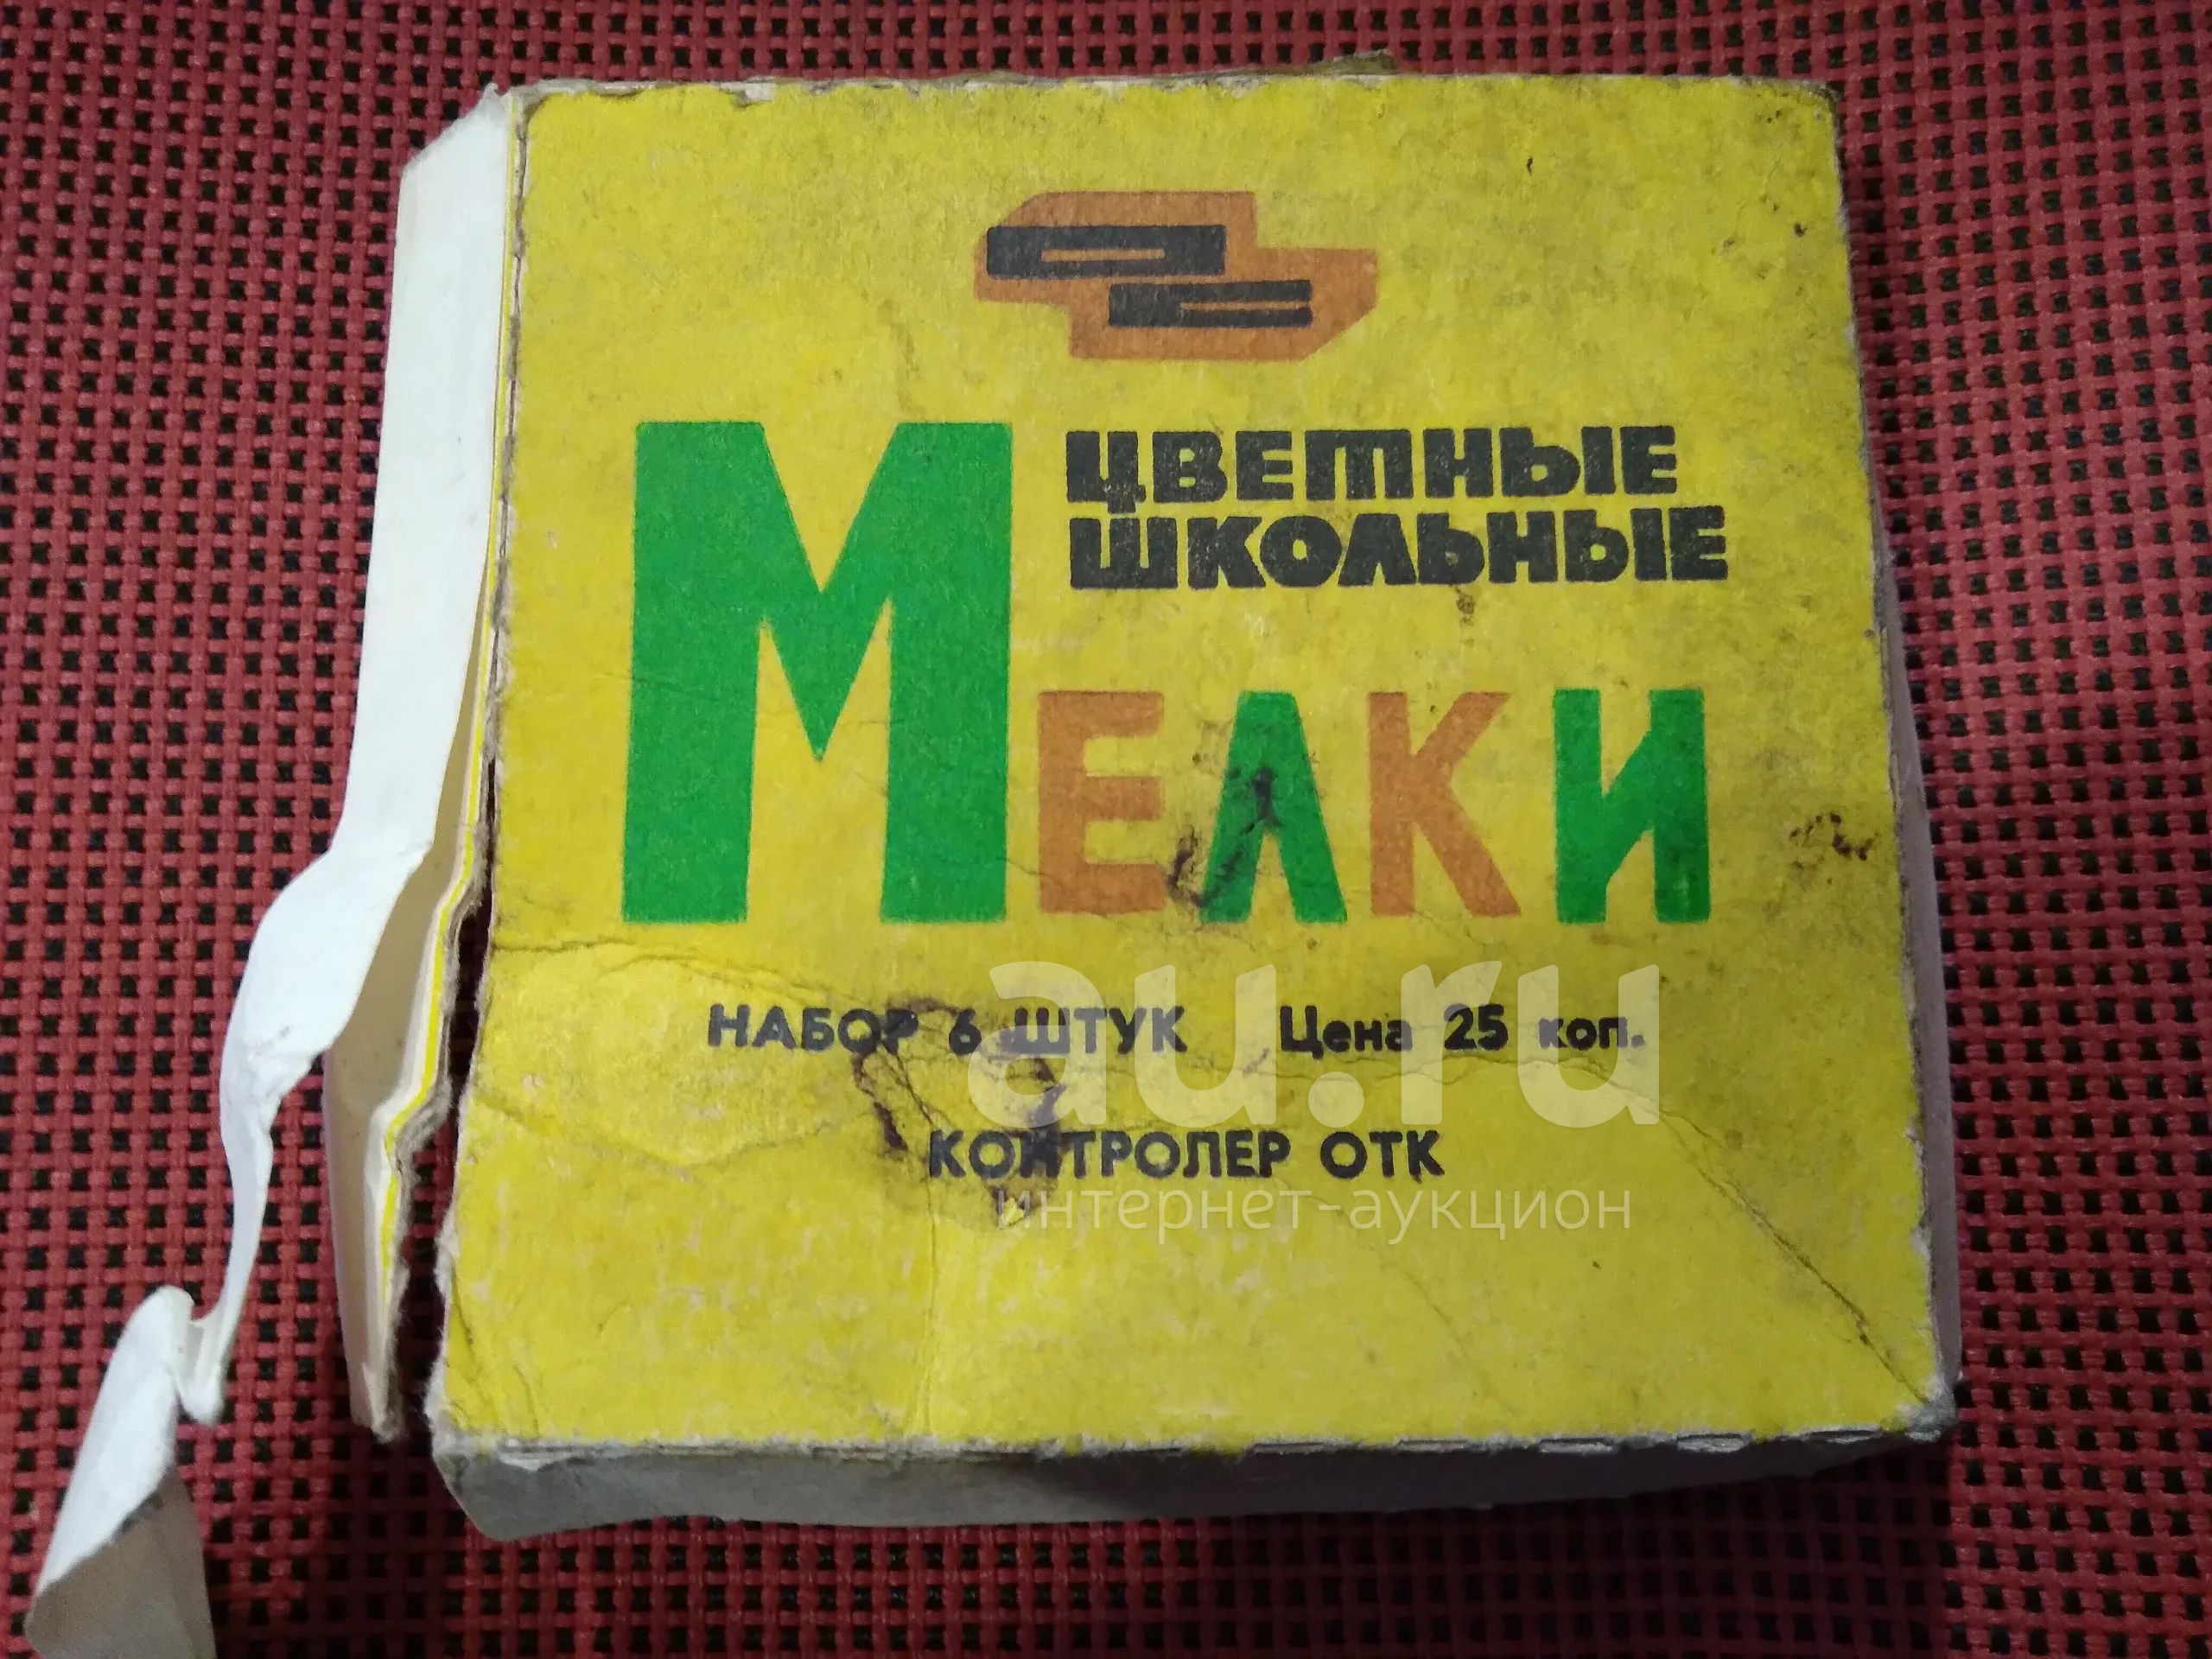 ЦВЕТНЫЕ
ШКОЛЬНЫЕ
МЕЛКИ
НАБОР 6 ШТУК Цена 25 коп.
au.ru
КОНТРОЛЕР ОТК
интернет-аукцион